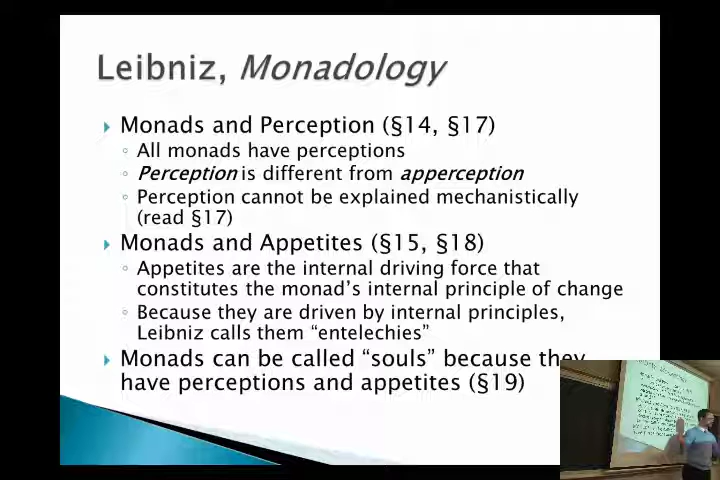 Leibniz, Monadology
Monads and Perception (§14, §17)
All monads have perceptions
Perception is different from apperception
Perception cannot be explained mechanistically
(read §17)
Monads and Appetites (§15, §18)
Appetites are the internal driving force that
constitutes the monad's internal principle of change
Because they are driven by internal principles,
Leibniz calls them “entelechies”
Monads can be called “souls” because they
have perceptions and appetites (§19)